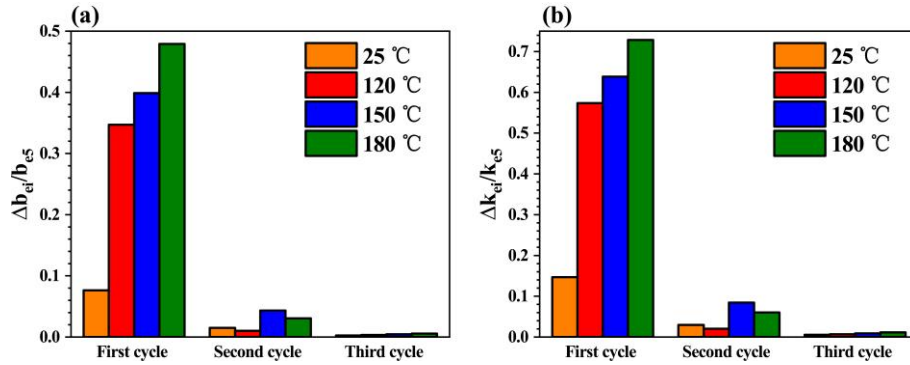 (a)
0.5
0.4
0.3
0.2
0.1
0.0
Δb_ei/b_e5
25 ℃
120 ℃
150 ℃
180 ℃
First cycle
Second cycle
Third cycle
(b)
0.7
0.6
0.5
0.4
0.3
0.2
0.1
0.0
Δk_ei/k_e5
25 ℃
120 ℃
150 ℃
180 ℃
First cycle
Second cycle
Third cycle